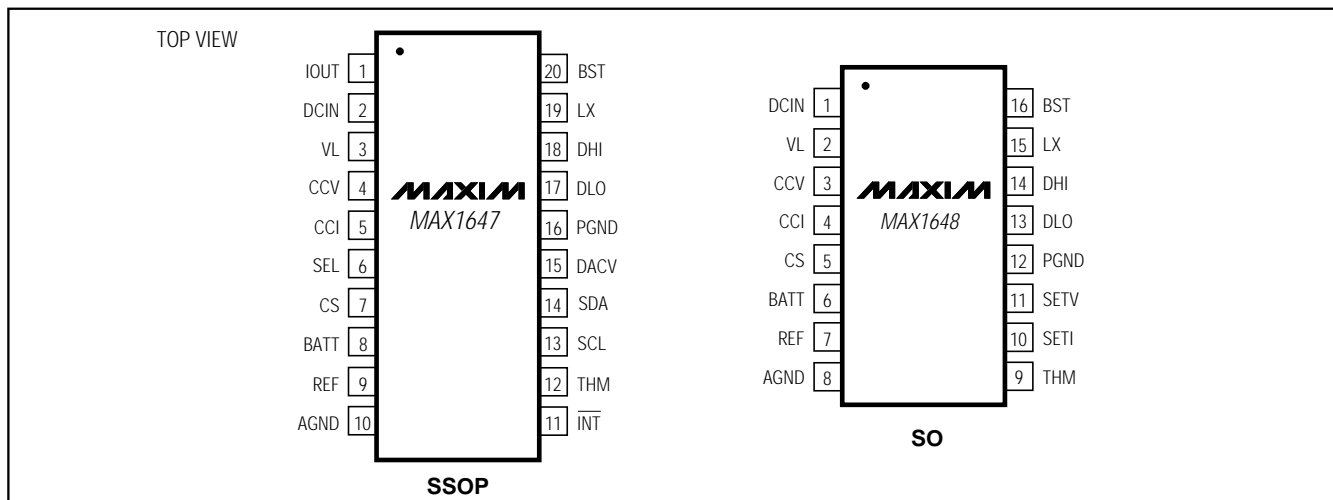 TOP VIEW
IOUT 1
DCIN 2
VL 3
CCV 4
CCI 5
SEL 6
CS 7
BATT 8
REF 9
AGND 10
MAXIM
MAX1647
20 BST
19 LX
18 DHI
17 DLO
16 PGND
15 DACV
14 SDA
13 SCL
12 THM
11 INT
SSOP
DCIN 1
VL 2
CCV 3
CCI 4
CS 5
BATT 6
REF 7
AGND 8
MAXIM
MAX1648
16 BST
15 LX
14 DHI
13 DLO
12 PGND
11 SETV
10 SETI
9 THM
SO